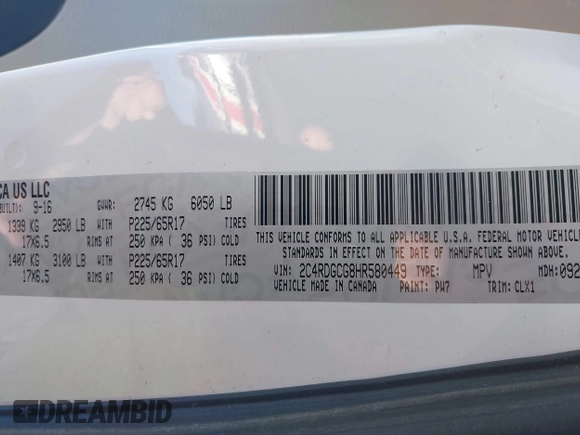 CA US LLC
BUILT): 9-16 GVWR: 2745 KG 6050 LB
1339 KG 2950 LB WITH P225/65R17 TIRES
17X6.5 RIMS AT 250 KPA ( 36 PSI) COLD
1407 KG 3100 LB WITH P225/65R17 TIRES
17X6.5 RIMS AT 250 KPA ( 36 PSI) COLD
THIS VEHICLE CONFORMS TO ALL APPLICABLE U.S.A. FEDERAL MOTOR VEHIC
STANDARDS IN EFFECT ON THE DATE OF MANUFACTURE SHOWN ABOVE.
VIN: 2C4RDGCG8HR580449 TYPE: MPV MDH: 092
VEHICLE MADE IN CANADA PAINT: PW7 TRIM: CLX1
DREAMBID